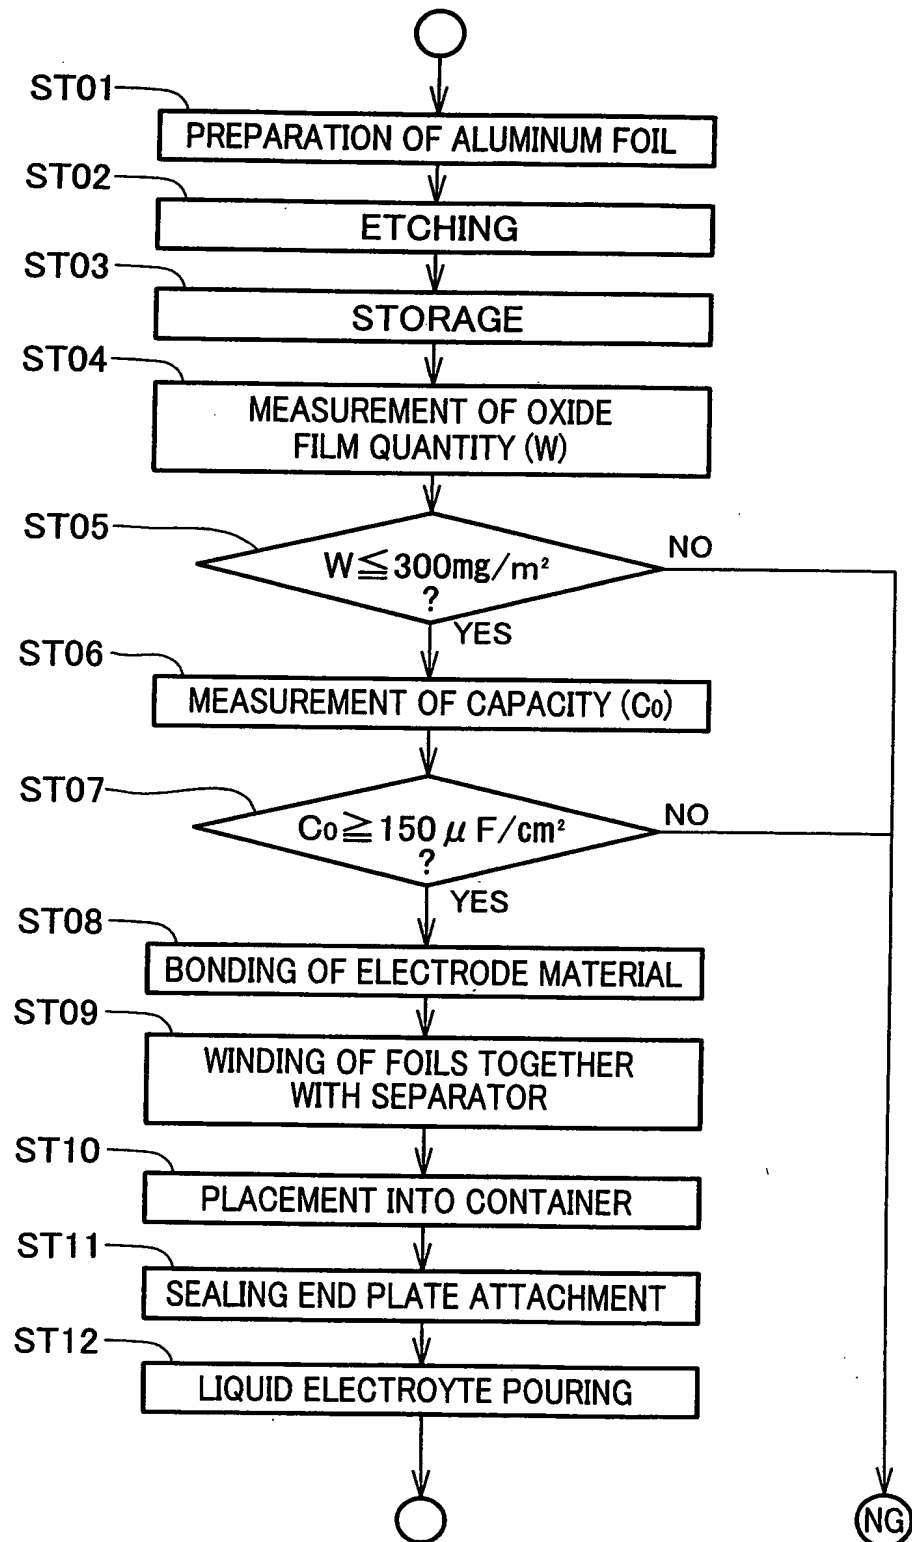 ST01
PREPARATION OF ALUMINUM FOIL
ST02
ETCHING
ST03
STORAGE
ST04
MEASUREMENT OF OXIDE
FILM QUANTITY (W)
ST05
W≦300mg/m²
?
NO
YES
ST06
MEASUREMENT OF CAPACITY (C0)
ST07
C0≧150 μ F/cm²
?
NO
YES
ST08
BONDING OF ELECTRODE MATERIAL
ST09
WINDING OF FOILS TOGETHER
WITH SEPARATOR
ST10
PLACEMENT INTO CONTAINER
ST11
SEALING END PLATE ATTACHMENT
ST12
LIQUID ELECTROYTE POURING
NG